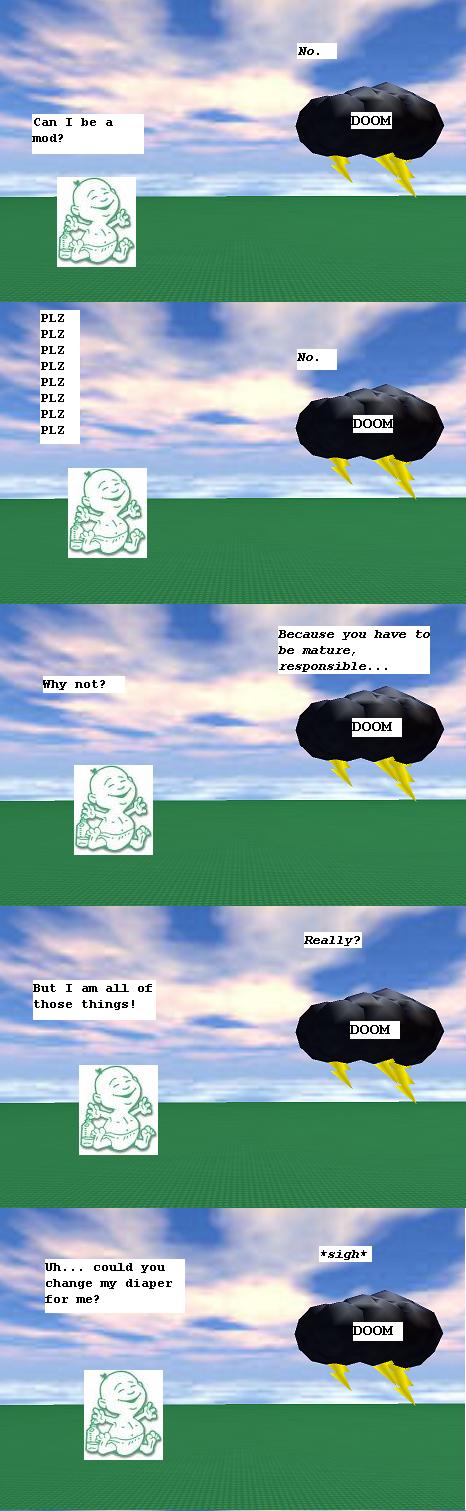 No.
Can I be a
mod?
DOOM
PLZ
PLZ
PLZ
PLZ
PLZ
PLZ
PLZ
PLZ
No.
DOOM
Why not?
Because you have to
be mature,
responsible...
DOOM
But I am all of
those things!
Really?
DOOM
Uh... could you
change my diaper
for me?
*sigh*
DOOM